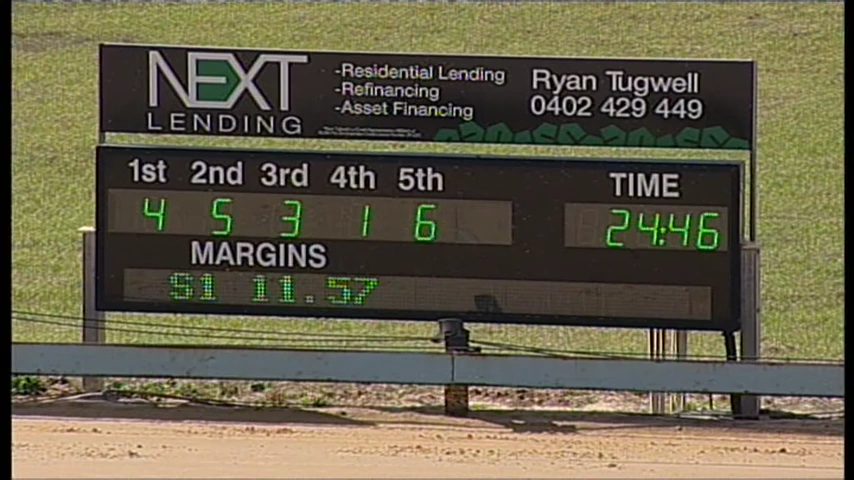 NEXT
LENDING
-Residential Lending
-Refinancing
-Asset Financing
Ryan Tugwell
0402 429 449
1st 2nd 3rd 4th 5th
4 5 3 1 6
TIME
24:46
MARGINS
S1 11.57